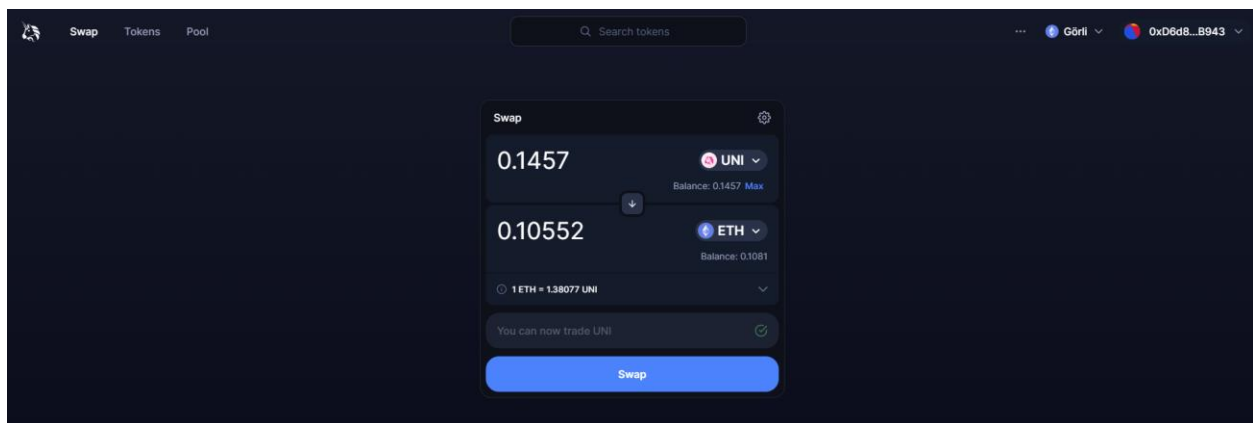 Swap Tokens Pool Search tokens ... Görli 0xD6d8...B943
Swap
0.1457 UNI
Balance: 0.1457 Max
0.10552 ETH
Balance: 0.1081
1 ETH = 1.38077 UNI
You can now trade UNI
Swap